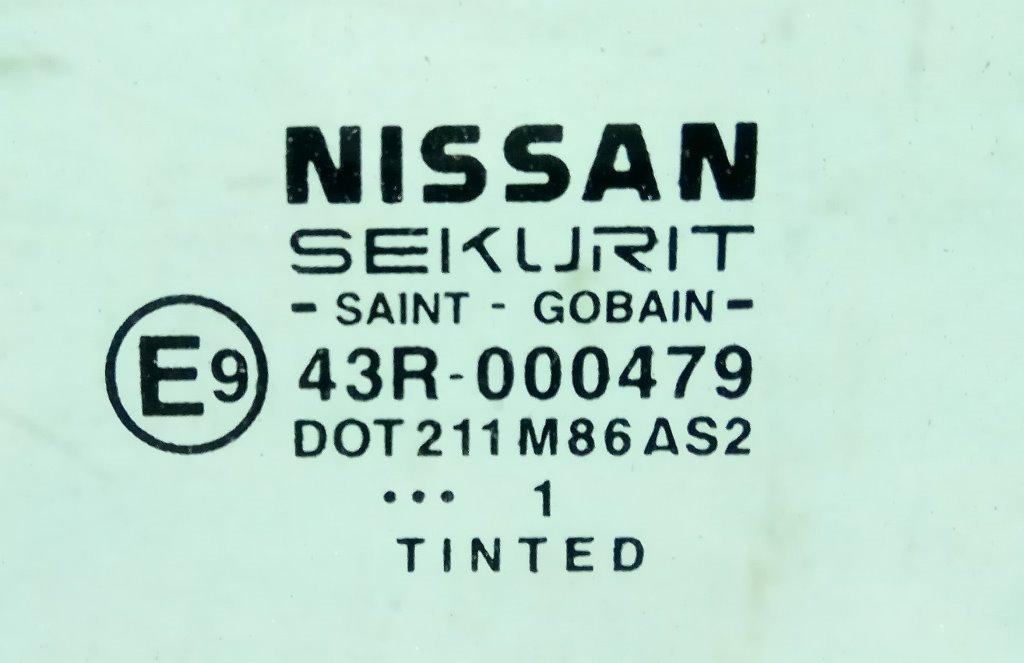 NISSAN
SEKURIT
- SAINT - GOBAIN -
E9 43R-000479
DOT 211 M86 AS2
... 1
TINTED